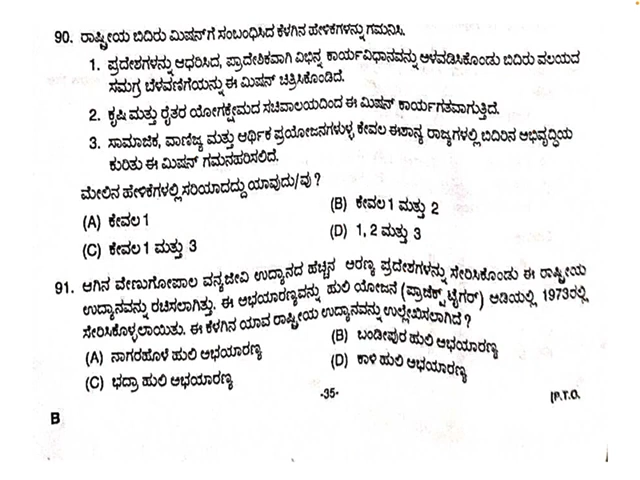 90. ರಾಷ್ಟ್ರೀಯ ಬಿದಿರು ಮಿಷನ್‌ಗೆ ಸಂಬಂಧಿಸಿದ ಕೆಳಗಿನ ಹೇಳಿಕೆಗಳನ್ನು ಗಮನಿಸಿ.
1. ಪ್ರದೇಶಗಳನ್ನು ಆಧರಿಸಿದ, ಪ್ರಾದೇಶಿಕವಾಗಿ ವಿಭಿನ್ನ ಕಾರ್ಯವಿಧಾನವನ್ನು ಅಳವಡಿಸಿಕೊಂಡು ಬಿದಿರು ವಲಯದ
ಸಮಗ್ರ ಬೆಳವಣಿಗೆಯನ್ನು ಈ ಮಿಷನ್ ಚಿತ್ರಿಸಿಕೊಂಡಿದೆ.
2. ಕೃಷಿ ಮತ್ತು ರೈತರ ಯೋಗಕ್ಷೇಮದ ಸಚಿವಾಲಯದಿಂದ ಈ ಮಿಷನ್ ಕಾರ್ಯಗತವಾಗುತ್ತಿದೆ.
3. ಸಾಮಾಜಿಕ, ವಾಣಿಜ್ಯ ಮತ್ತು ಆರ್ಥಿಕ ಪ್ರಯೋಜನಗಳುಳ್ಳ ಕೇವಲ ಈಶಾನ್ಯ ರಾಜ್ಯಗಳಲ್ಲಿ ಬಿದಿರಿನ ಅಭಿವೃದ್ಧಿಯ
ಕುರಿತು ಈ ಮಿಷನ್ ಗಮನಹರಿಸಲಿದೆ.
ಮೇಲಿನ ಹೇಳಿಕೆಗಳಲ್ಲಿ ಸರಿಯಾದದ್ದು ಯಾವುದು/ವು ?
(A) ಕೇವಲ 1
(B) ಕೇವಲ 1 ಮತ್ತು 2
(C) ಕೇವಲ 1 ಮತ್ತು 3
(D) 1, 2 ಮತ್ತು 3
91. ಆಗಿನ ವೇಣುಗೋಪಾಲ ವನ್ಯಜೀವಿ ಉದ್ಯಾನದ ಹೆಚ್ಚಿನ ಅರಣ್ಯ ಪ್ರದೇಶಗಳನ್ನು ಸೇರಿಸಿಕೊಂಡು ಈ ರಾಷ್ಟ್ರೀಯ
ಉದ್ಯಾನವನ್ನು ರಚಿಸಲಾಗಿತ್ತು. ಈ ಅಭಯಾರಣ್ಯವನ್ನು ಹುಲಿ ಯೋಜನೆ (ಪ್ರಾಜೆಕ್ಟ್ ಟೈಗರ್) ಅಡಿಯಲ್ಲಿ 1973ರಲ್ಲಿ
ಸೇರಿಸಿಕೊಳ್ಳಲಾಯಿತು. ಈ ಕೆಳಗಿನ ಯಾವ ರಾಷ್ಟ್ರೀಯ ಉದ್ಯಾನವನ್ನು ಉಲ್ಲೇಖಿಸಲಾಗಿದೆ ?
(A) ನಾಗರಹೊಳೆ ಹುಲಿ ಅಭಯಾರಣ್ಯ
(B) ಬಂಡೀಪುರ ಹುಲಿ ಅಭಯಾರಣ್ಯ
(C) ಭದ್ರಾ ಹುಲಿ ಅಭಯಾರಣ್ಯ
(D) ಕಾಳಿ ಹುಲಿ ಅಭಯಾರಣ್ಯ
-35-
[P.T.O.
B